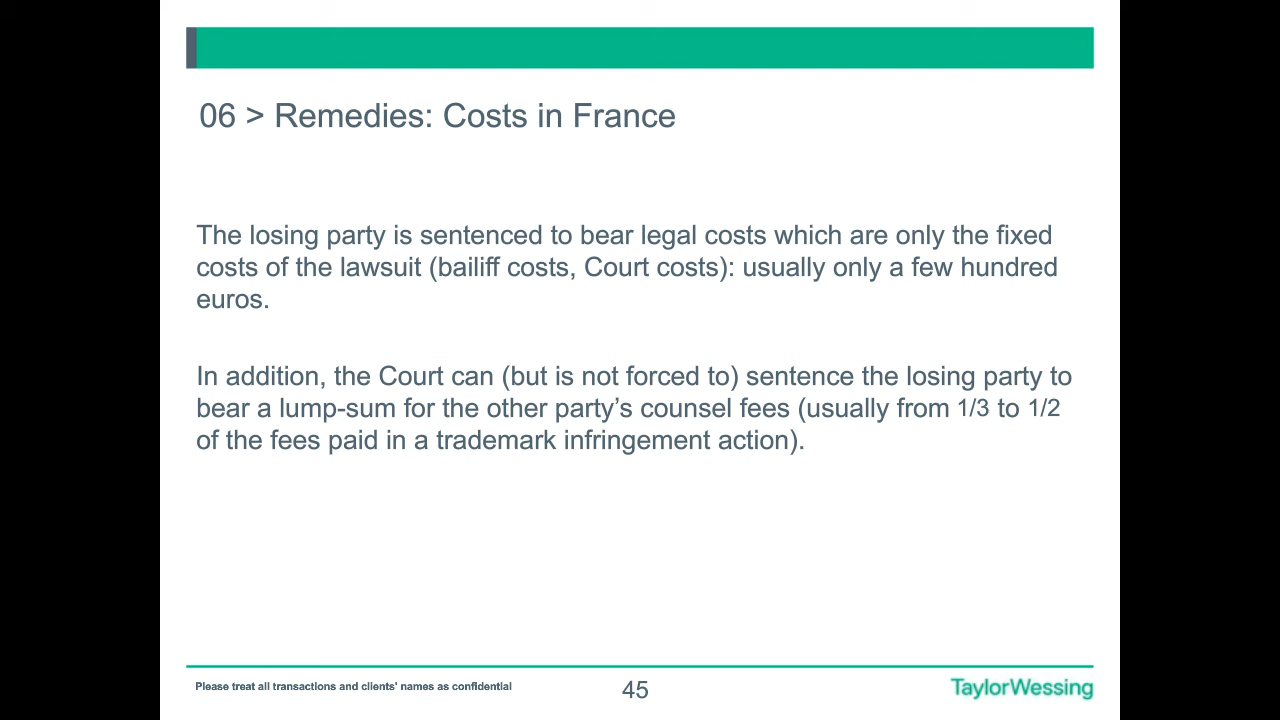 06 > Remedies: Costs in France
The losing party is sentenced to bear legal costs which are only the fixed
costs of the lawsuit (bailiff costs, Court costs): usually only a few hundred
euros.
In addition, the Court can (but is not forced to) sentence the losing party to
bear a lump-sum for the other party’s counsel fees (usually from 1/3 to 1/2
of the fees paid in a trademark infringement action).
Please treat all transactions and clients' names as confidential
45
TaylorWessing